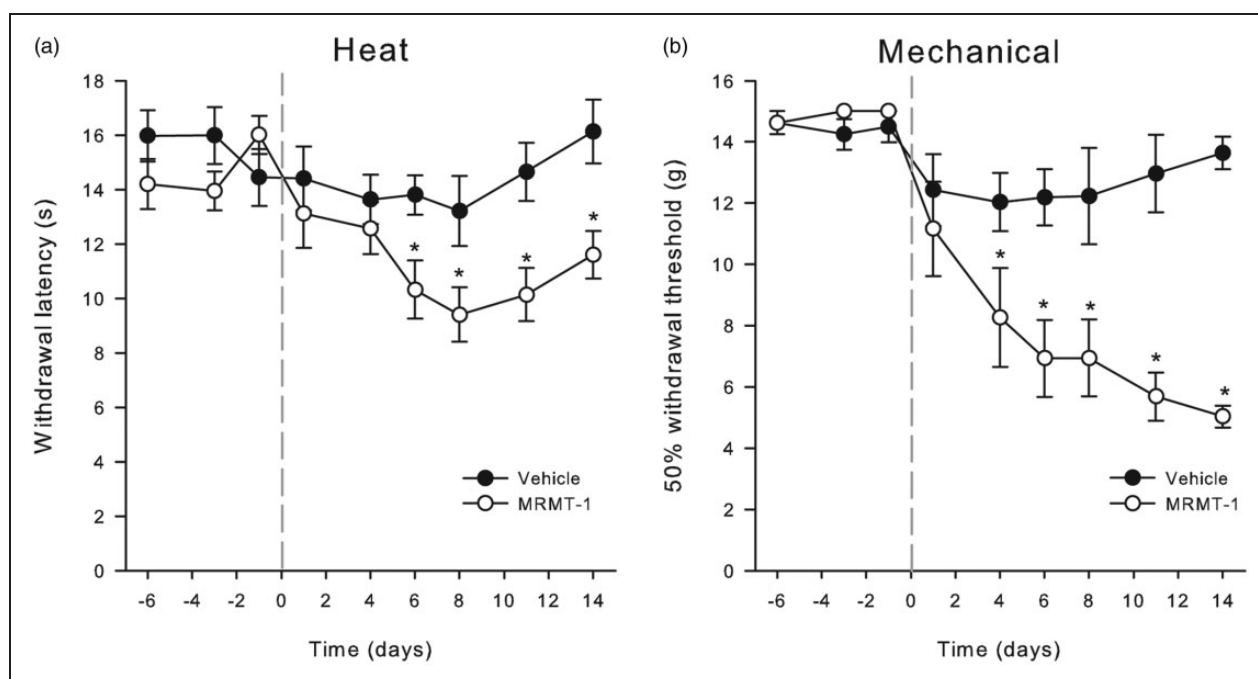 (a)
Heat
Withdrawal latency (s)
18
16
14
12
10
8
6
4
2
0
* * * *
Vehicle
MRMT-1
-6 -4 -2 0 2 4 6 8 10 12 14
Time (days)
(b)
Mechanical
50% withdrawal threshold (g)
16
14
12
10
8
6
4
2
0
* * * * *
Vehicle
MRMT-1
-6 -4 -2 0 2 4 6 8 10 12 14
Time (days)